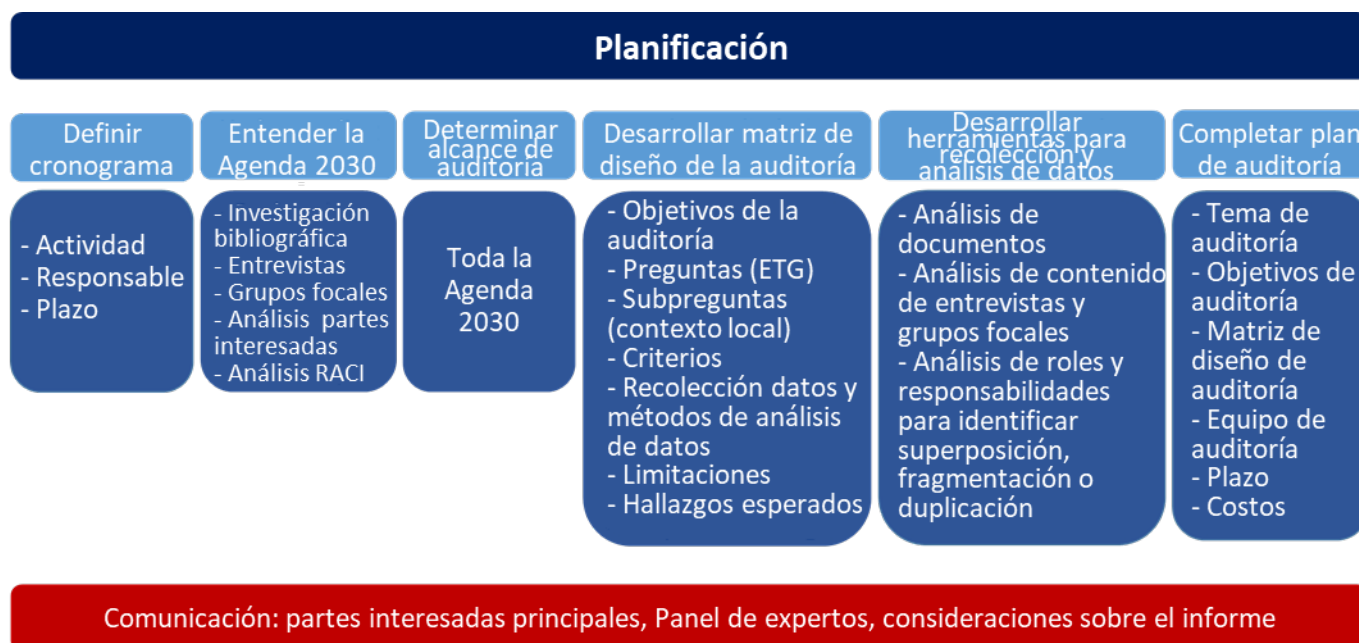 Planificación
Definir
cronograma
- Actividad
- Responsable
- Plazo
Entender la
Agenda 2030
- Investigación
bibliográfica
- Entrevistas
- Grupos focales
- Análisis partes
interesadas
- Análisis RACI
Determinar
alcance de
auditoría
Toda la
Agenda
2030
Desarrollar matriz de
diseño de la auditoría
- Objetivos de la
auditoría
- Preguntas (ETG)
- Subpreguntas
(contexto local)
- Criterios
- Recolección datos y
métodos de análisis
de datos
- Limitaciones
- Hallazgos esperados
Desarrollar
herramientas para
recolección y
análisis de datos
- Análisis de
documentos
- Análisis de contenido
de entrevistas y
grupos focales
- Análisis de roles y
responsabilidades
para identificar
superposición,
fragmentación o
duplicación
Completar plan
de auditoría
- Tema de
auditoría
- Objetivos de
auditoría
- Matriz de
diseño de
auditoría
- Equipo de
auditoría
- Plazo
- Costos
Comunicación: partes interesadas principales, Panel de expertos, consideraciones sobre el informe